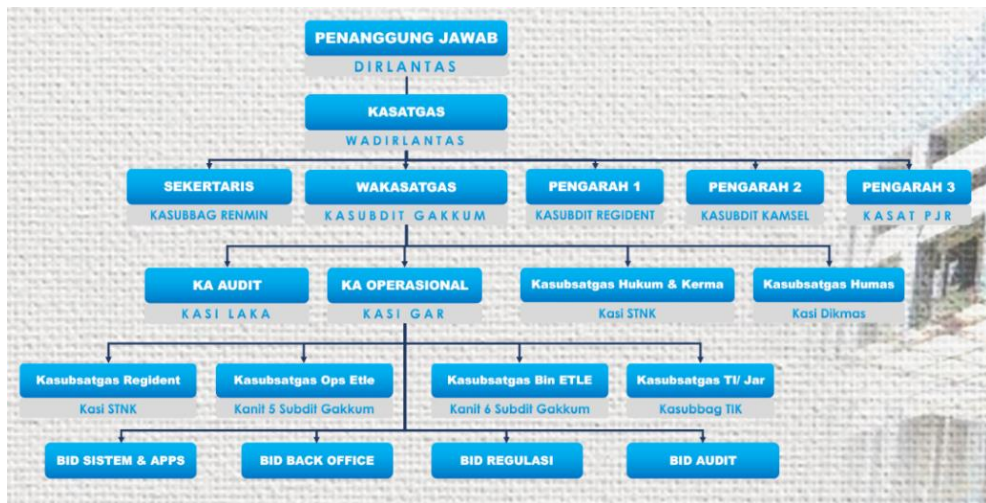 PENANGGUNG JAWAB
DIRLANTAS
KASATGAS
WADIRLANTAS
SEKERTARIS
KASUBBAG RENMIN
WAKASATGAS
KASUBDIT GAKKUM
PENGARAH 1
KASUBDIT REGIDENT
PENGARAH 2
KASUBDIT KAMSEL
PENGARAH 3
KASAT PJR
KA AUDIT
KASI LAKA
KA OPERASIONAL
KASI GAR
Kasubsatgas Hukum & Kerma
Kasi STNK
Kasubsatgas Humas
Kasi Dikmas
Kasubsatgas Regident
Kasi STNK
Kasubsatgas Ops Etle
Kanit 5 Subdit Gakkum
Kasubsatgas Bin ETLE
Kanit 6 Subdit Gakkum
Kasubsatgas TI/ Jar
Kasubbag TIK
BID SISTEM & APPS
BID BACK OFFICE
BID REGULASI
BID AUDIT